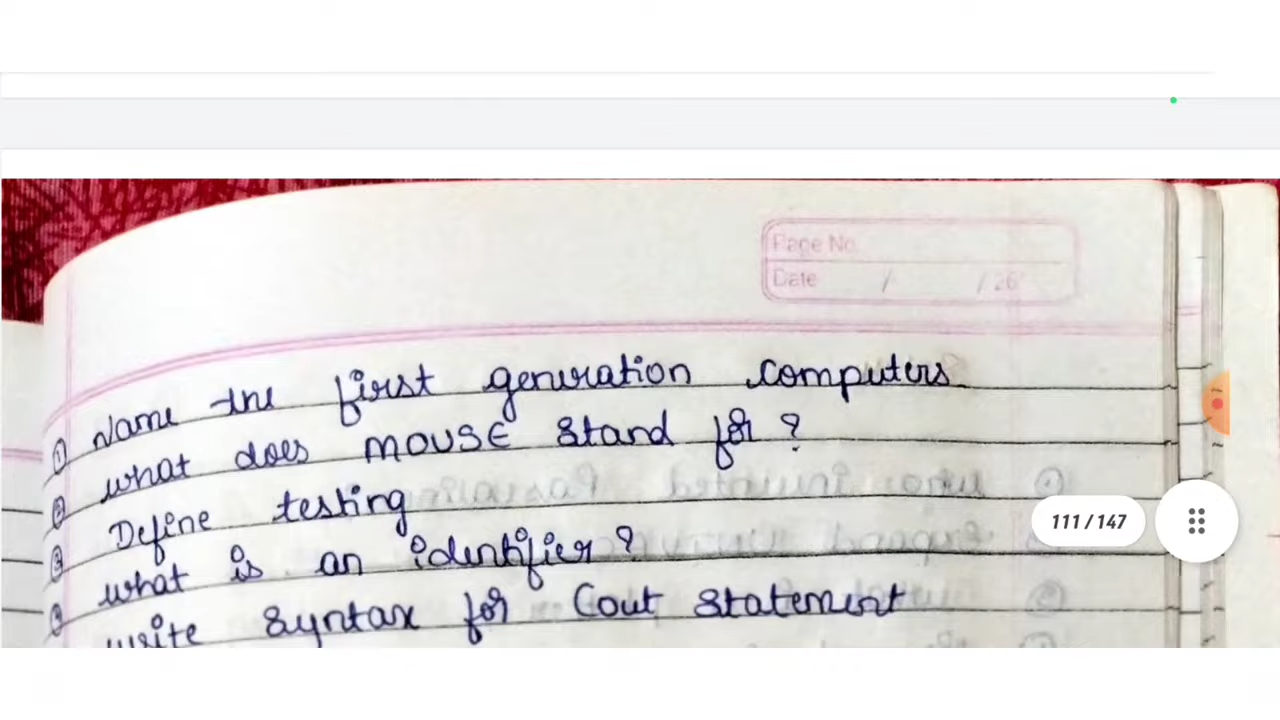 Page No.
Date / / 26
① Name the first generation computers
② what does MOUSE stand for?
③ Define testing
④ what is an identifier?
write syntax for Cout statement
111 / 147